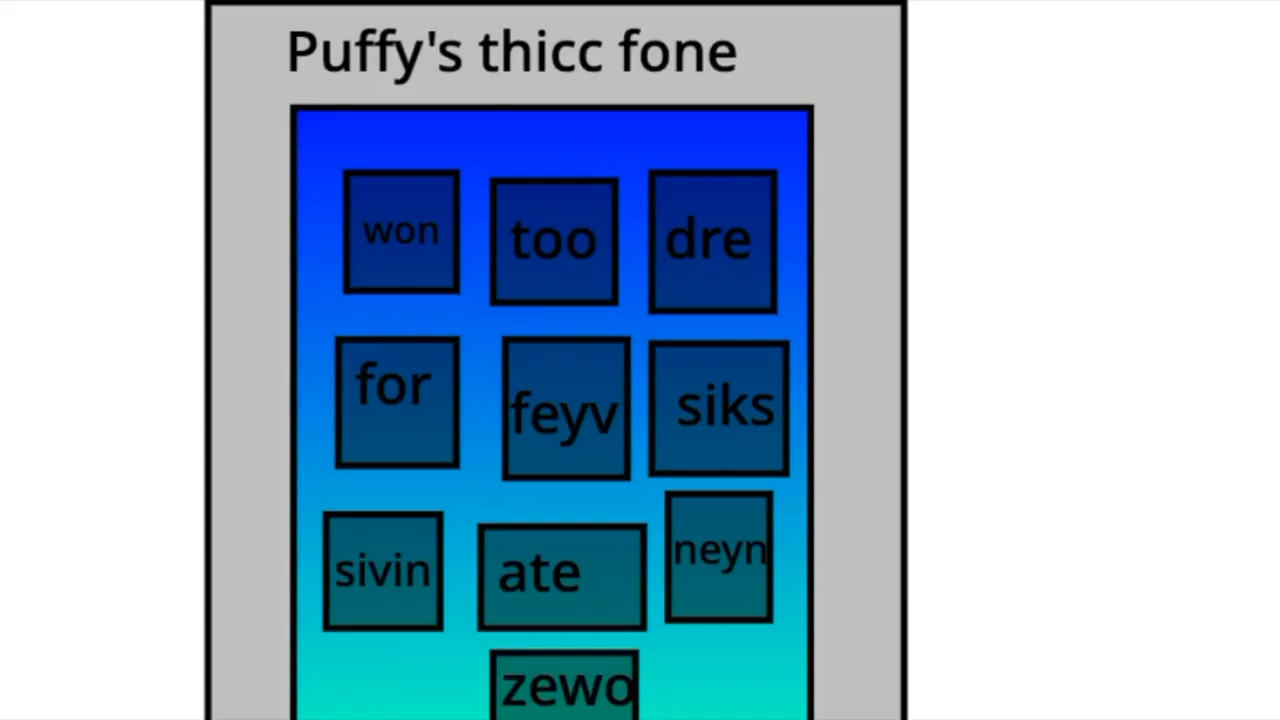 Puffy's thicc fone
won too dre
for feyv siks
sivin ate neyn
zewo